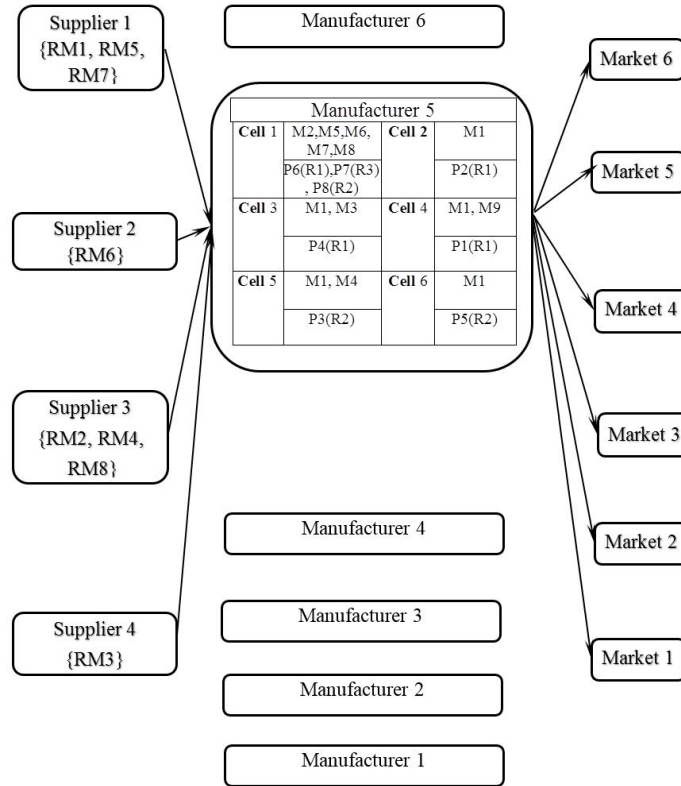 Supplier 1
{RM1, RM5,
RM7}
Supplier 2
{RM6}
Supplier 3
{RM2, RM4,
RM8}
Supplier 4
{RM3}
Manufacturer 6
Manufacturer 5
Cell 1
M2,M5,M6,
M7,M8
P6(R1),P7(R3)
, P8(R2)
Cell 2
M1
P2(R1)
Cell 3
M1, M3
P4(R1)
Cell 4
M1, M9
P1(R1)
Cell 5
M1, M4
P3(R2)
Cell 6
M1
P5(R2)
Manufacturer 4
Manufacturer 3
Manufacturer 2
Manufacturer 1
Market 6
Market 5
Market 4
Market 3
Market 2
Market 1